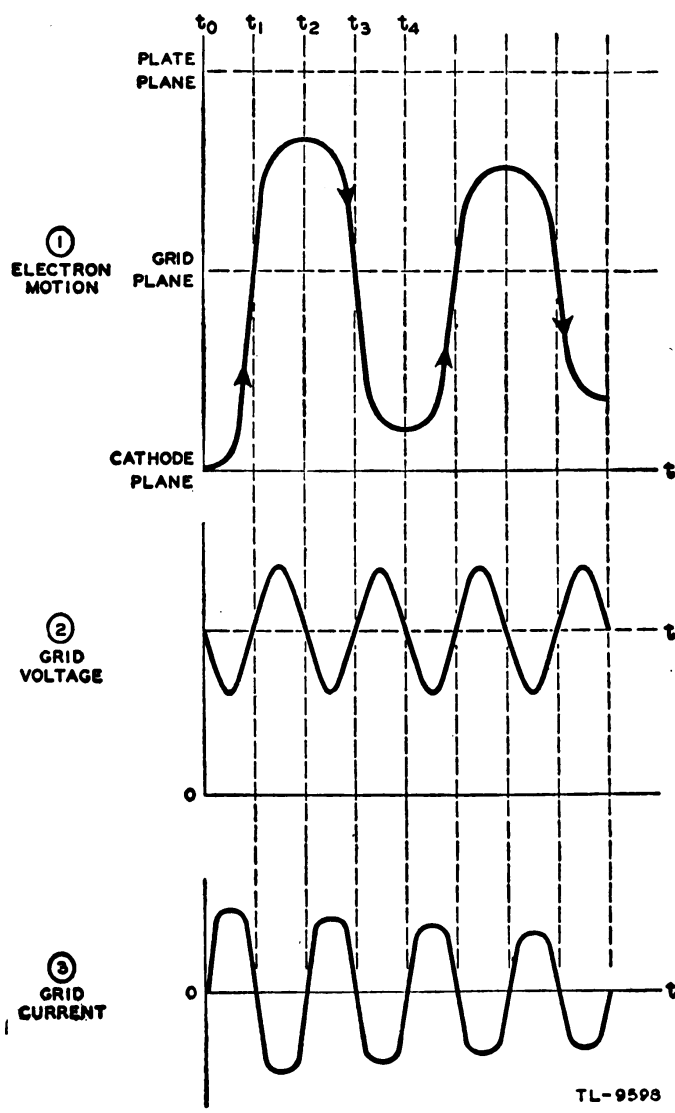 t0 t1 t2 t3 t4
PLATE
PLANE
①
ELECTRON
MOTION
GRID
PLANE
CATHODE
PLANE
t
②
GRID
VOLTAGE
t
0
③
GRID
CURRENT
0
t
TL-9598